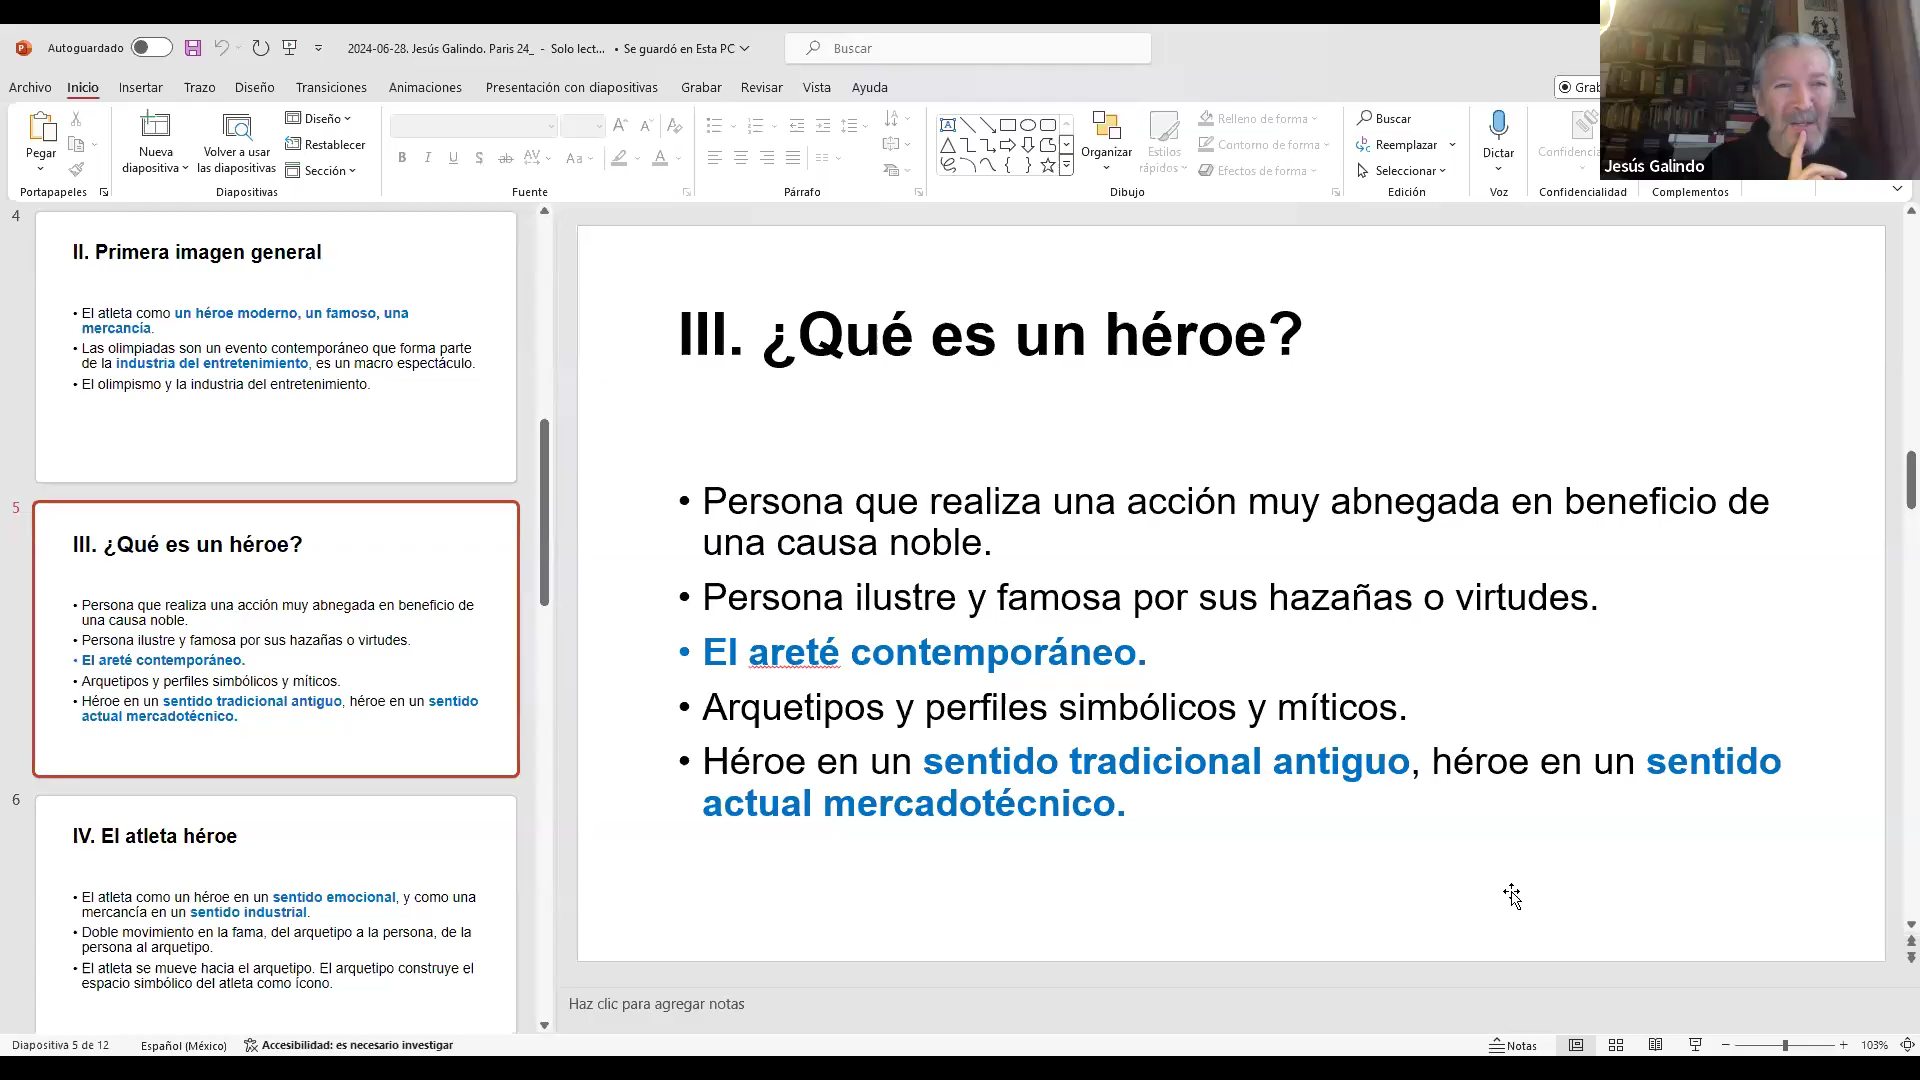 Autoguardado
2024-06-28. Jesús Galindo. Paris 24_ - Solo lect... • Se guardó en Esta PC
Buscar
Archivo Inicio Insertar Trazo Diseño Transiciones Animaciones Presentación con diapositivas Grabar Revisar Vista Ayuda
Grab
Pegar
Nueva diapositiva
Volver a usar las diapositivas
Diseño
Restablecer
Sección
Organizar
Estilos rápidos
Relleno de forma
Contorno de forma
Efectos de forma
Buscar
Reemplazar
Seleccionar
Dictar
Confidencia
Portapapeles Diapositivas Fuente Párrafo Dibujo Edición Voz Confidencialidad Complementos
Jesús Galindo
4
II. Primera imagen general
• El atleta como un héroe moderno, un famoso, una
mercancía.
• Las olimpiadas son un evento contemporáneo que forma parte
de la industria del entretenimiento, es un macro espectáculo.
• El olimpismo y la industria del entretenimiento.
5
III. ¿Qué es un héroe?
• Persona que realiza una acción muy abnegada en beneficio de
una causa noble.
• Persona ilustre y famosa por sus hazañas o virtudes.
• El areté contemporáneo.
• Arquetipos y perfiles simbólicos y míticos.
• Héroe en un sentido tradicional antiguo, héroe en un sentido
actual mercadotécnico.
6
IV. El atleta héroe
• El atleta como un héroe en un sentido emocional, y como una
mercancía en un sentido industrial.
• Doble movimiento en la fama, del arquetipo a la persona, de la
persona al arquetipo.
• El atleta se mueve hacia el arquetipo. El arquetipo construye el
espacio simbólico del atleta como ícono.
III. ¿Qué es un héroe?
• Persona que realiza una acción muy abnegada en beneficio de
una causa noble.
• Persona ilustre y famosa por sus hazañas o virtudes.
• El areté contemporáneo.
• Arquetipos y perfiles simbólicos y míticos.
• Héroe en un sentido tradicional antiguo, héroe en un sentido
actual mercadotécnico.
Haz clic para agregar notas
Diapositiva 5 de 12 Español (México) Accesibilidad: es necesario investigar Notas 103%